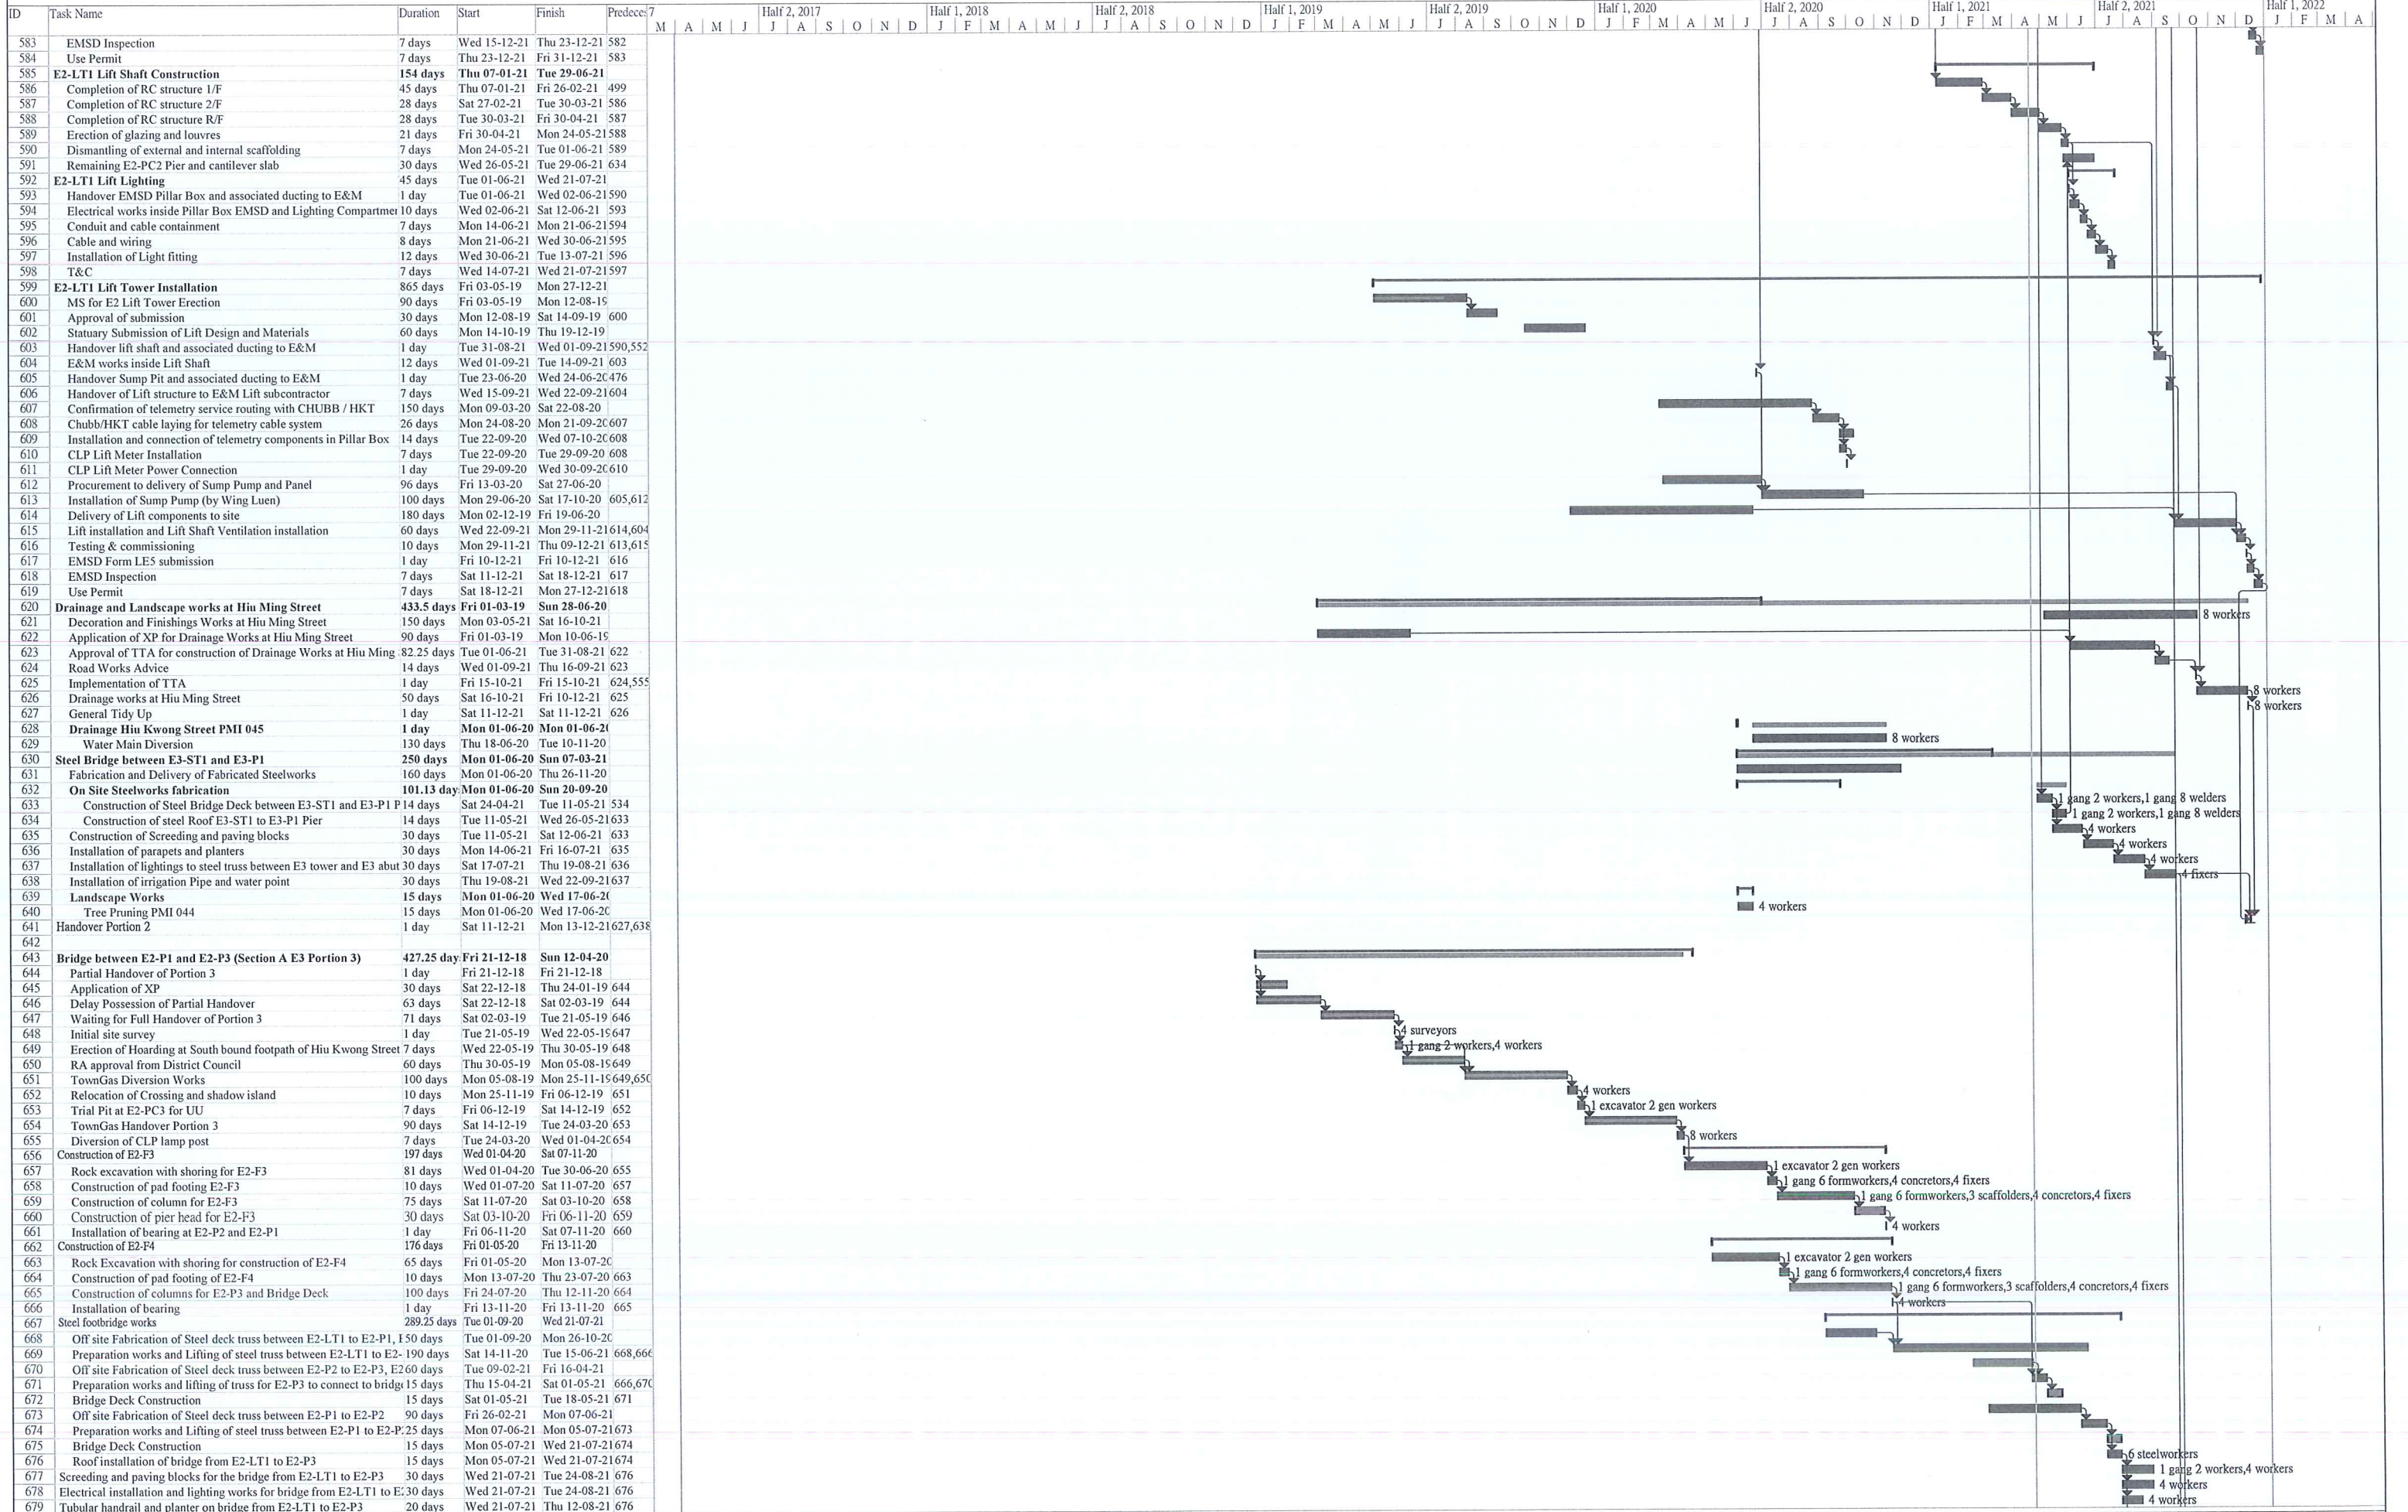 ID Task Name Duration Start Finish Predece: 7 Half 2, 2017 Half 1, 2018 Half 2, 2018 Half 1, 2019 Half 2, 2019 Half 1, 2020 Half 2, 2020 Half 1, 2021 Half 2, 2021 Half 1, 2022
M A M J J A S O N D J F M A M J J A S O N D J F M A M J J A S O N D J F M A M J J A S O N D J F M A M J J A S O N D J F M A
583 EMSD Inspection 7 days Wed 15-12-21 Thu 23-12-21 582
584 Use Permit 7 days Thu 23-12-21 Fri 31-12-21 583
585 E2-LT1 Lift Shaft Construction 154 days Thu 07-01-21 Tue 29-06-21
586 Completion of RC structure 1/F 45 days Thu 07-01-21 Fri 26-02-21 499
587 Completion of RC structure 2/F 28 days Sat 27-02-21 Tue 30-03-21 586
588 Completion of RC structure R/F 28 days Tue 30-03-21 Fri 30-04-21 587
589 Erection of glazing and louvres 21 days Fri 30-04-21 Mon 24-05-21 588
590 Dismantling of external and internal scaffolding 7 days Mon 24-05-21 Tue 01-06-21 589
591 Remaining E2-PC2 Pier and cantilever slab 30 days Wed 26-05-21 Tue 29-06-21 634
592 E2-LT1 Lift Lighting 45 days Tue 01-06-21 Wed 21-07-21
593 Handover EMSD Pillar Box and associated ducting to E&M 1 day Tue 01-06-21 Wed 02-06-21 590
594 Electrical works inside Pillar Box EMSD and Lighting Compartmer 10 days Wed 02-06-21 Sat 12-06-21 593
595 Conduit and cable containment 7 days Mon 14-06-21 Mon 21-06-21 594
596 Cable and wiring 8 days Mon 21-06-21 Wed 30-06-21 595
597 Installation of Light fitting 12 days Wed 30-06-21 Tue 13-07-21 596
598 T&C 7 days Wed 14-07-21 Wed 21-07-21 597
599 E2-LT1 Lift Tower Installation 865 days Fri 03-05-19 Mon 27-12-21
600 MS for E2 Lift Tower Erection 90 days Fri 03-05-19 Mon 12-08-19
601 Approval of submission 30 days Mon 12-08-19 Sat 14-09-19 600
602 Statuary Submission of Lift Design and Materials 60 days Mon 14-10-19 Thu 19-12-19
603 Handover lift shaft and associated ducting to E&M 1 day Tue 31-08-21 Wed 01-09-21 590,552
604 E&M works inside Lift Shaft 12 days Wed 01-09-21 Tue 14-09-21 603
605 Handover Sump Pit and associated ducting to E&M 1 day Tue 23-06-20 Wed 24-06-20 476
606 Handover of Lift structure to E&M Lift subcontractor 7 days Wed 15-09-21 Wed 22-09-21 604
607 Confirmation of telemetry service routing with CHUBB / HKT 150 days Mon 09-03-20 Sat 22-08-20
608 Chubb/HKT cable laying for telemetry cable system 26 days Mon 24-08-20 Mon 21-09-20 607
609 Installation and connection of telemetry components in Pillar Box 14 days Tue 22-09-20 Wed 07-10-20 608
610 CLP Lift Meter Installation 7 days Tue 22-09-20 Tue 29-09-20 608
611 CLP Lift Meter Power Connection 1 day Tue 29-09-20 Wed 30-09-20 610
612 Procurement to delivery of Sump Pump and Panel 96 days Fri 13-03-20 Sat 27-06-20
613 Installation of Sump Pump (by Wing Luen) 100 days Mon 29-06-20 Sat 17-10-20 605,612
614 Delivery of Lift components to site 180 days Mon 02-12-19 Fri 19-06-20
615 Lift installation and Lift Shaft Ventilation installation 60 days Wed 22-09-21 Mon 29-11-21 614,604
616 Testing & commissioning 10 days Mon 29-11-21 Thu 09-12-21 613,615
617 EMSD Form LE5 submission 1 day Fri 10-12-21 Fri 10-12-21 616
618 EMSD Inspection 7 days Sat 11-12-21 Sat 18-12-21 617
619 Use Permit 7 days Sat 18-12-21 Mon 27-12-21 618
620 Drainage and Landscape works at Hiu Ming Street 433.5 days Fri 01-03-19 Sun 28-06-20
621 Decoration and Finishings Works at Hiu Ming Street 150 days Mon 03-05-21 Sat 16-10-21 8 workers
622 Application of XP for Drainage Works at Hiu Ming Street 90 days Fri 01-03-19 Mon 10-06-19
623 Approval of TTA for construction of Drainage Works at Hiu Ming 82.25 days Tue 01-06-21 Tue 31-08-21 622
624 Road Works Advice 14 days Wed 01-09-21 Thu 16-09-21 623
625 Implementation of TTA 1 day Fri 15-10-21 Fri 15-10-21 624,555
626 Drainage works at Hiu Ming Street 50 days Sat 16-10-21 Fri 10-12-21 625 8 workers
627 General Tidy Up 1 day Sat 11-12-21 Sat 11-12-21 626 8 workers
628 Drainage Hiu Kwong Street PMI 045 1 day Mon 01-06-20 Mon 01-06-20
629 Water Main Diversion 130 days Thu 18-06-20 Tue 10-11-20 8 workers
630 Steel Bridge between E3-ST1 and E3-P1 250 days Mon 01-06-20 Sun 07-03-21
631 Fabrication and Delivery of Fabricated Steelworks 160 days Mon 01-06-20 Thu 26-11-20
632 On Site Steelworks fabrication 101.13 day: Mon 01-06-20 Sun 20-09-20
633 Construction of Steel Bridge Deck between E3-ST1 and E3-P1 P 14 days Sat 24-04-21 Tue 11-05-21 534 1 gang 2 workers,1 gang 8 welders
634 Construction of steel Roof E3-ST1 to E3-P1 Pier 14 days Tue 11-05-21 Wed 26-05-21 633 1 gang 2 workers,1 gang 8 welders
635 Construction of Screeding and paving blocks 30 days Tue 11-05-21 Sat 12-06-21 633 4 workers
636 Installation of parapets and planters 30 days Mon 14-06-21 Fri 16-07-21 635 4 workers
637 Installation of lightings to steel truss between E3 tower and E3 abut 30 days Sat 17-07-21 Thu 19-08-21 636 4 workers
638 Installation of irrigation Pipe and water point 30 days Thu 19-08-21 Wed 22-09-21 637 4 fixers
639 Landscape Works 15 days Mon 01-06-20 Wed 17-06-20
640 Tree Pruning PMI 044 15 days Mon 01-06-20 Wed 17-06-20 4 workers
641 Handover Portion 2 1 day Sat 11-12-21 Mon 13-12-21 627,638
642
643 Bridge between E2-P1 and E2-P3 (Section A E3 Portion 3) 427.25 day: Fri 21-12-18 Sun 12-04-20
644 Partial Handover of Portion 3 1 day Fri 21-12-18 Fri 21-12-18
645 Application of XP 30 days Sat 22-12-18 Thu 24-01-19 644
646 Delay Possession of Partial Handover 63 days Sat 22-12-18 Sat 02-03-19 644
647 Waiting for Full Handover of Portion 3 71 days Sat 02-03-19 Tue 21-05-19 646
648 Initial site survey 1 day Tue 21-05-19 Wed 22-05-19 647 4 surveyors
649 Erection of Hoarding at South bound footpath of Hiu Kwong Street 7 days Wed 22-05-19 Thu 30-05-19 648 1 gang 2 workers,4 workers
650 RA approval from District Council 60 days Thu 30-05-19 Mon 05-08-19 649
651 TownGas Diversion Works 100 days Mon 05-08-19 Mon 25-11-19 649,650
652 Relocation of Crossing and shadow island 10 days Mon 25-11-19 Fri 06-12-19 651 4 workers
653 Trial Pit at E2-PC3 for UU 7 days Fri 06-12-19 Sat 14-12-19 652 1 excavator 2 gen workers
654 TownGas Handover Portion 3 90 days Sat 14-12-19 Tue 24-03-20 653
655 Diversion of CLP lamp post 7 days Tue 24-03-20 Wed 01-04-20 654 8 workers
656 Construction of E2-F3 197 days Wed 01-04-20 Sat 07-11-20
657 Rock excavation with shoring for E2-F3 81 days Wed 01-04-20 Tue 30-06-20 655 1 excavator 2 gen workers
658 Construction of pad footing E2-F3 10 days Wed 01-07-20 Sat 11-07-20 657 1 gang 6 formworkers,4 concretors,4 fixers
659 Construction of column for E2-F3 75 days Sat 11-07-20 Sat 03-10-20 658 1 gang 6 formworkers,3 scaffolders,4 concretors,4 fixers
660 Construction of pier head for E2-F3 30 days Sat 03-10-20 Fri 06-11-20 659
661 Installation of bearing at E2-P2 and E2-P1 1 day Fri 06-11-20 Sat 07-11-20 660 4 workers
662 Construction of E2-F4 176 days Fri 01-05-20 Fri 13-11-20
663 Rock Excavation with shoring for construction of E2-F4 65 days Fri 01-05-20 Mon 13-07-20 1 excavator 2 gen workers
664 Construction of pad footing of E2-F4 10 days Mon 13-07-20 Thu 23-07-20 663 1 gang 6 formworkers,4 concretors,4 fixers
665 Construction of columns for E2-P3 and Bridge Deck 100 days Fri 24-07-20 Thu 12-11-20 664 1 gang 6 formworkers,3 scaffolders,4 concretors,4 fixers
666 Installation of bearing 1 day Fri 13-11-20 Fri 13-11-20 665 4 workers
667 Steel footbridge works 289.25 days Tue 01-09-20 Wed 21-07-21
668 Off site Fabrication of Steel deck truss between E2-LT1 to E2-P1, 50 days Tue 01-09-20 Mon 26-10-20
669 Preparation works and Lifting of steel truss between E2-LT1 to E2- 190 days Sat 14-11-20 Tue 15-06-21 668,666
670 Off site Fabrication of Steel deck truss between E2-P2 to E2-P3, E2 60 days Tue 09-02-21 Fri 16-04-21
671 Preparation works and lifting of truss for E2-P3 to connect to bridge 15 days Thu 15-04-21 Sat 01-05-21 666,670
672 Bridge Deck Construction 15 days Sat 01-05-21 Tue 18-05-21 671
673 Off site Fabrication of Steel deck truss between E2-P1 to E2-P2 90 days Fri 26-02-21 Mon 07-06-21
674 Preparation works and Lifting of steel truss between E2-P1 to E2-P: 25 days Mon 07-06-21 Mon 05-07-21 673
675 Bridge Deck Construction 15 days Mon 05-07-21 Wed 21-07-21 674
676 Roof installation of bridge from E2-LT1 to E2-P3 15 days Mon 05-07-21 Wed 21-07-21 674 6 steelworkers
677 Screeding and paving blocks for the bridge from E2-LT1 to E2-P3 30 days Wed 21-07-21 Tue 24-08-21 676 1 gang 2 workers,4 workers
678 Electrical installation and lighting works for bridge from E2-LT1 to E: 30 days Wed 21-07-21 Tue 24-08-21 676 4 workers
679 Tubular handrail and planter on bridge from E2-LT1 to E2-P3 20 days Wed 21-07-21 Thu 12-08-21 676 4 workers